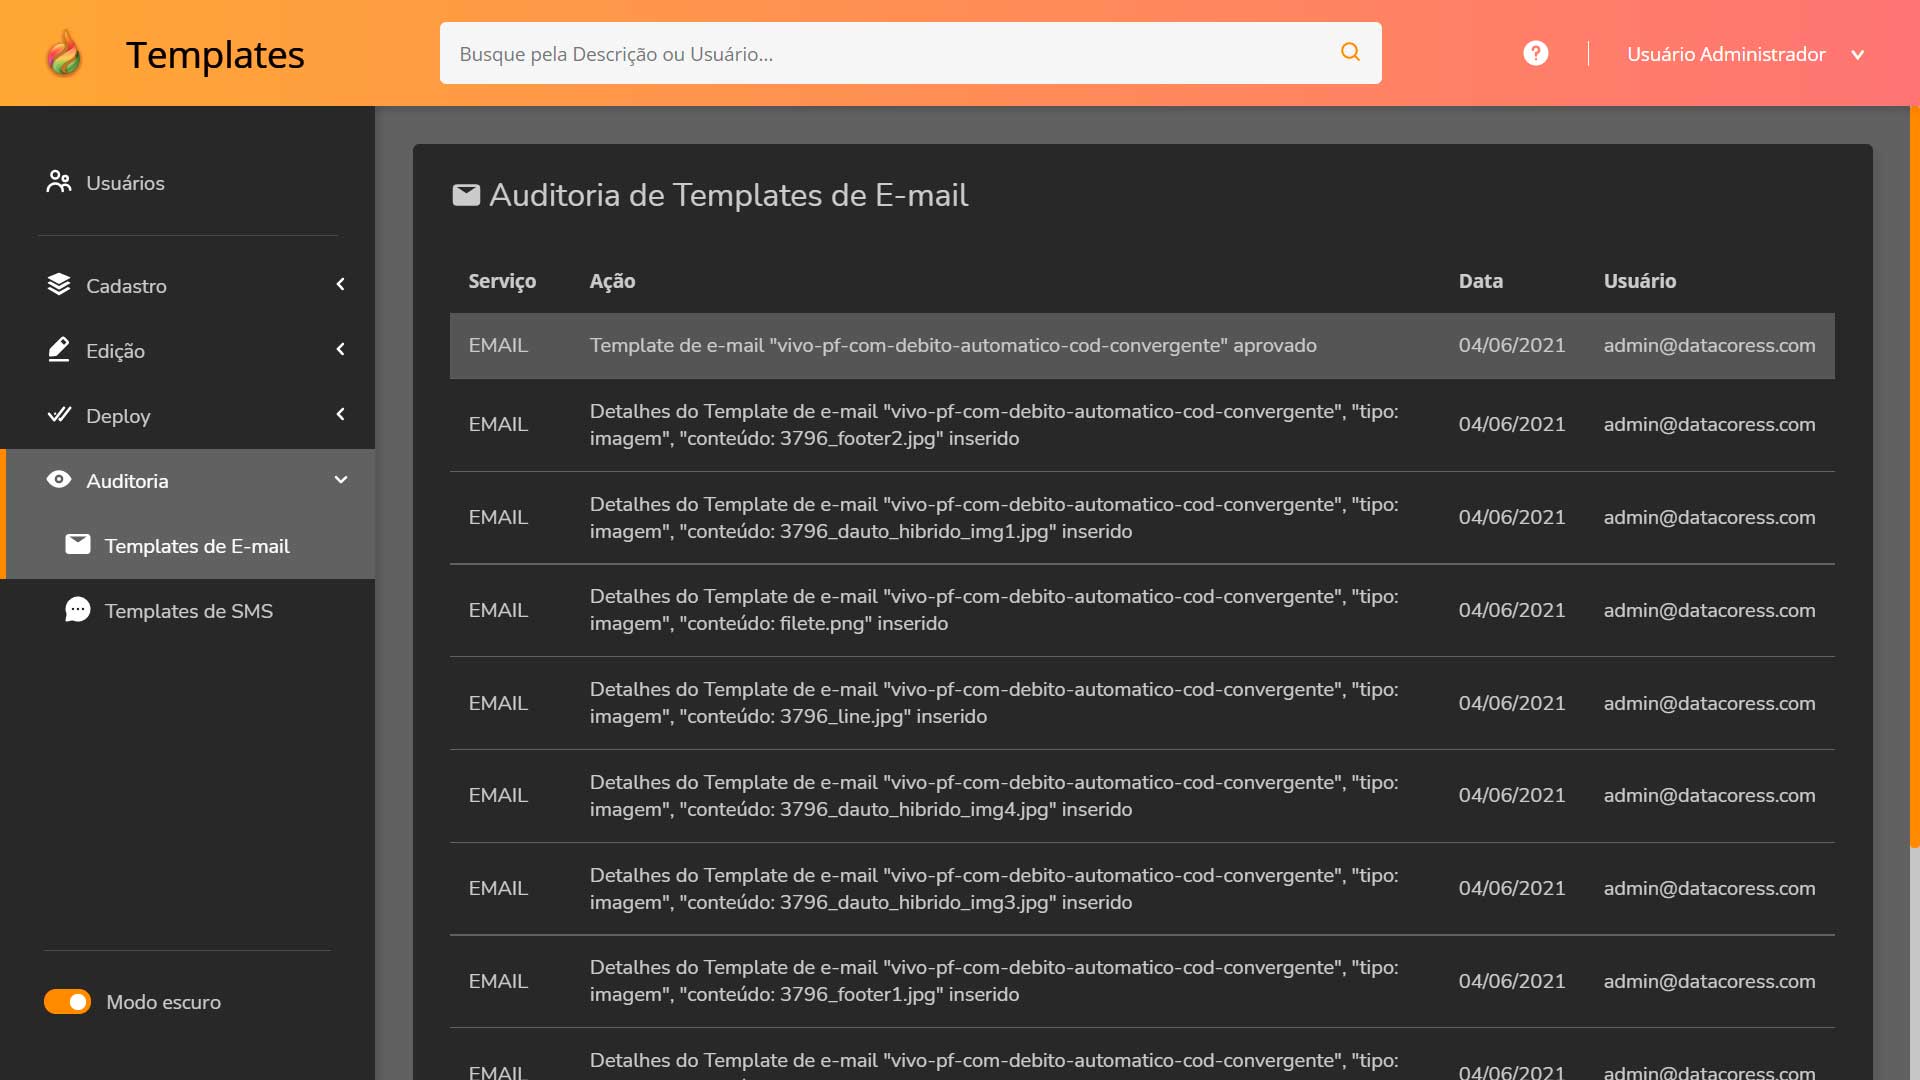 Templates
Busque pela Descrição ou Usuário...
?
Usuário Administrador
Usuários
Cadastro
Edição
Deploy
Auditoria
Templates de E-mail
Templates de SMS
Modo escuro
Auditoria de Templates de E-mail
Serviço Ação Data Usuário
EMAIL Template de e-mail "vivo-pf-com-debito-automatico-cod-convergente" aprovado 04/06/2021 admin@datacoress.com
Detalhes do Template de e-mail "vivo-pf-com-debito-automatico-cod-convergente", "tipo:
EMAIL 04/06/2021 admin@datacoress.com
imagem", "conteúdo: 3796_footer2.jpg" inserido
Detalhes do Template de e-mail "vivo-pf-com-debito-automatico-cod-convergente", "tipo:
EMAIL 04/06/2021 admin@datacoress.com
imagem", "conteúdo: 3796_dauto_hibrido_img1.jpg" inserido
Detalhes do Template de e-mail "vivo-pf-com-debito-automatico-cod-convergente", "tipo:
EMAIL 04/06/2021 admin@datacoress.com
imagem", "conteúdo: filete.png" inserido
Detalhes do Template de e-mail "vivo-pf-com-debito-automatico-cod-convergente", "tipo:
EMAIL 04/06/2021 admin@datacoress.com
imagem", "conteúdo: 3796_line.jpg" inserido
Detalhes do Template de e-mail "vivo-pf-com-debito-automatico-cod-convergente", "tipo:
EMAIL 04/06/2021 admin@datacoress.com
imagem", "conteúdo: 3796_dauto_hibrido_img4.jpg" inserido
Detalhes do Template de e-mail "vivo-pf-com-debito-automatico-cod-convergente", "tipo:
EMAIL 04/06/2021 admin@datacoress.com
imagem", "conteúdo: 3796_dauto_hibrido_img3.jpg" inserido
Detalhes do Template de e-mail "vivo-pf-com-debito-automatico-cod-convergente", "tipo:
EMAIL 04/06/2021 admin@datacoress.com
imagem", "conteúdo: 3796_footer1.jpg" inserido
Detalhes do Template de e-mail "vivo-pf-com-debito-automatico-cod-convergente", "tipo:
EMAIL 04/06/2021 admin@datacoress.com